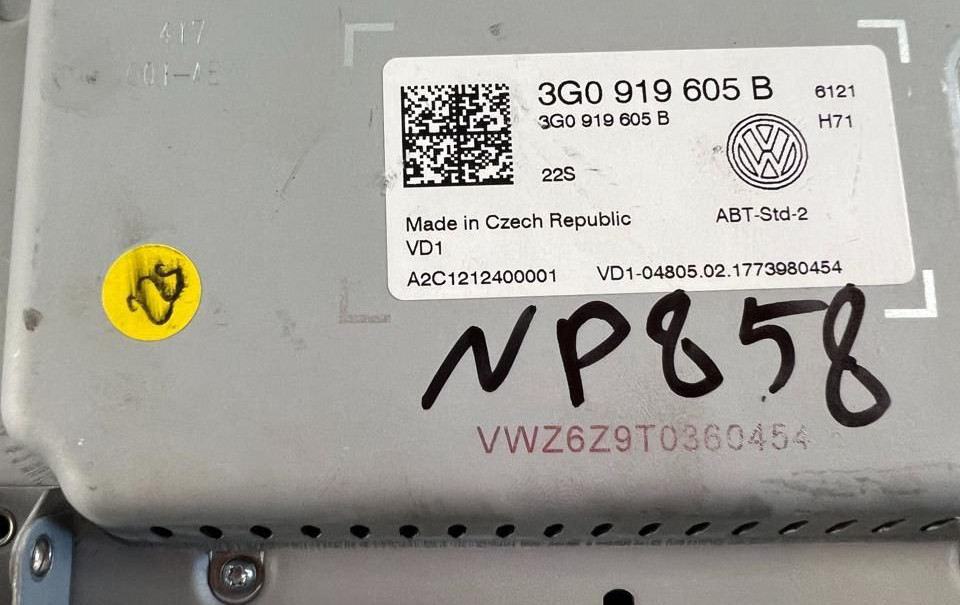 4Y7
3G0 919 605 B
6121
3G0 919 605 B
H71
22S
ABT-Std-2
Made in Czech Republic
VD1
A2C1212400001
VD1-04805.02.1773980454
NP858
VWZ6Z9T0360454